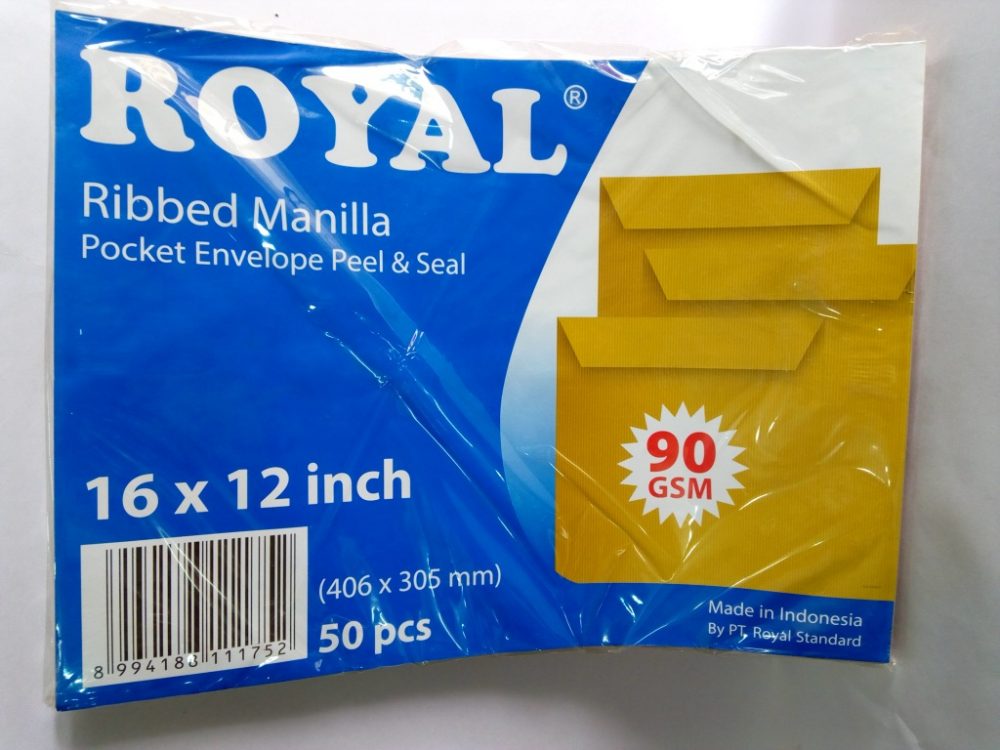 ROYAL®
Ribbed Manilla
Pocket Envelope Peel & Seal
90
GSM
16 x 12 inch
(406 x 305 mm)
50 pcs
8 994188 111752
Made in Indonesia
By PT. Royal Standard